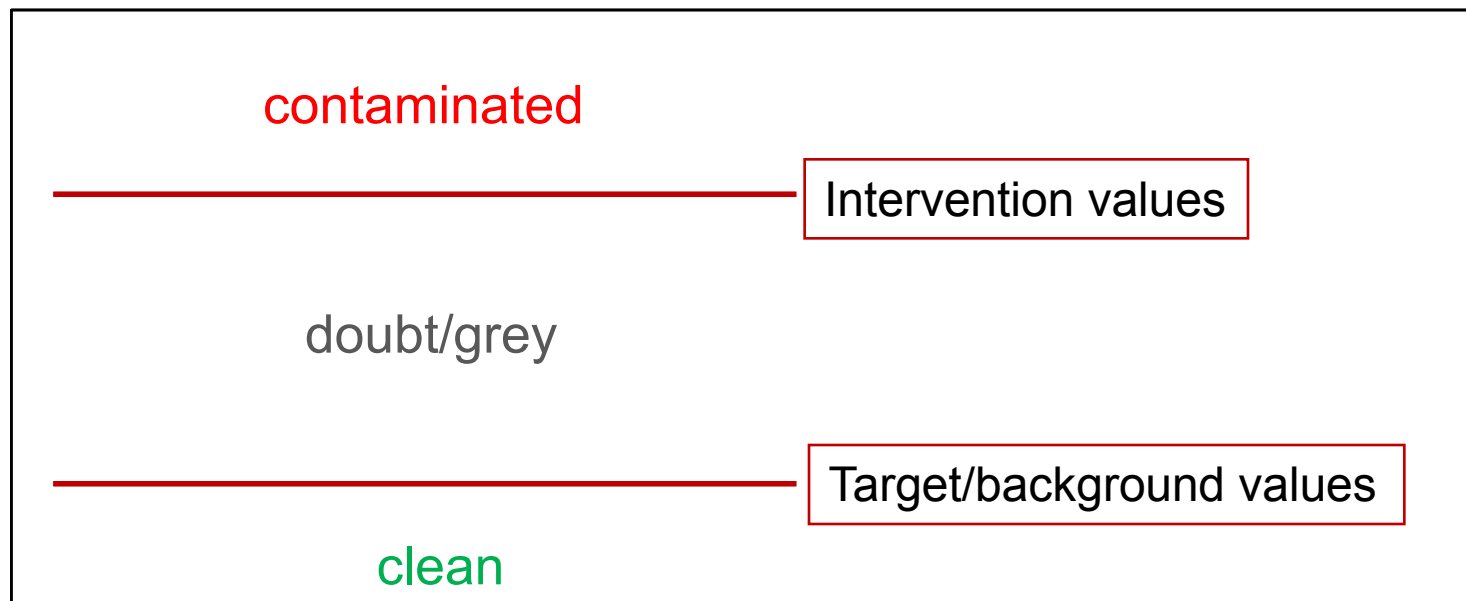 contaminated
Intervention values
doubt/grey
Target/background values
clean